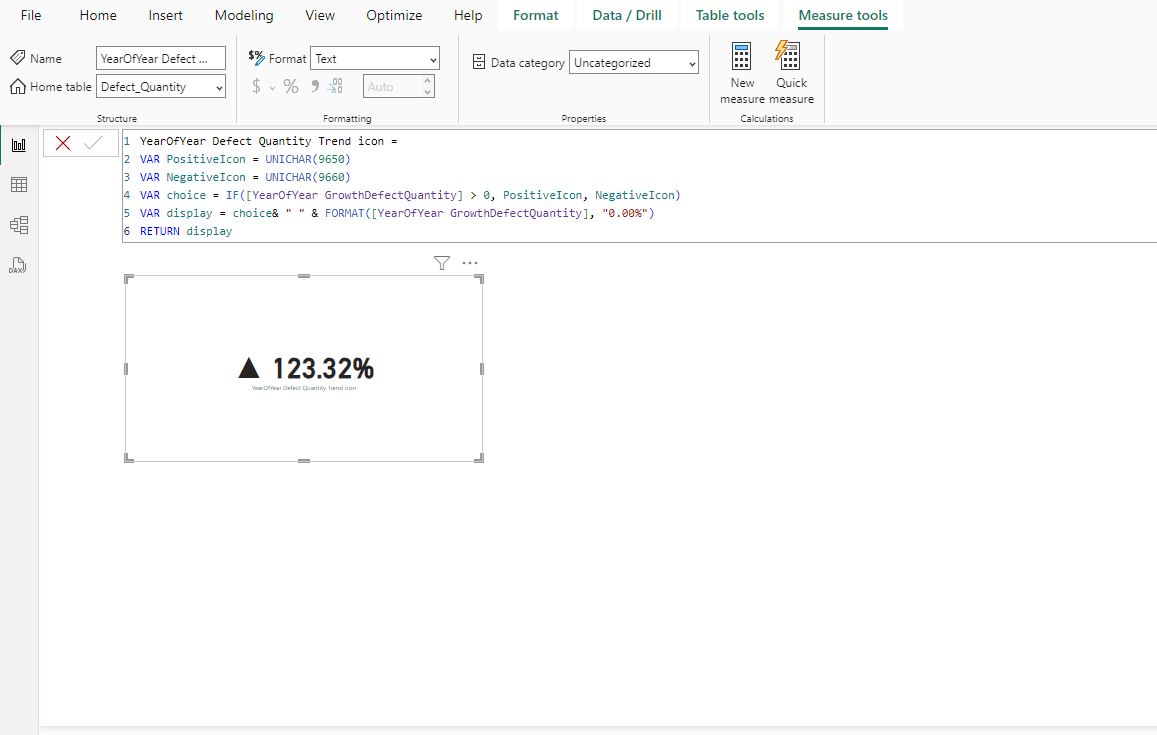 File Home Insert Modeling View Optimize Help Format Data / Drill Table tools Measure tools
Name YearOfYear Defect ...
Home table Defect_Quantity
Structure
$% Format Text
$ % 9 Auto
Formatting
Data category Uncategorized
Properties
New measure
Quick measure
Calculations
1 YearOfYear Defect Quantity Trend icon =
2 VAR PositiveIcon = UNICHAR(9650)
3 VAR NegativeIcon = UNICHAR(9660)
4 VAR choice = IF([YearOfYear GrowthDefectQuantity] > 0, PositiveIcon, NegativeIcon)
5 VAR display = choice& " " & FORMAT([YearOfYear GrowthDefectQuantity], "0.00%")
6 RETURN display
DAX
▲ 123.32%
YearOfYear Defect Quantity Trend icon